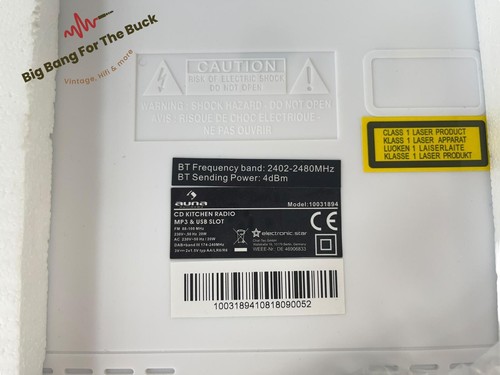 Big Bang For The Buck
Vintage, Hifi & more
CAUTION
RISK OF ELECTRIC SHOCK
DO NOT OPEN
WARNING: SHOCK HAZARD - DO NOT OPEN
AVIS: RISQUE DE CHOC ELECTRIQUE -
NE PAS OUVRIR
CLASS 1 LASER PRODUCT
KLASS 1 LASER APPARAT
LUOKEN 1 LAISERLAITE
KLASSE 1 LASER PRODUKT
BT Frequency band: 2402-2480MHz
BT Sending Power: 4dBm
auna
Model:10031894
CD KITCHEN RADIO
MP3 & USB SLOT
CE
electronic star
1003189410818090052